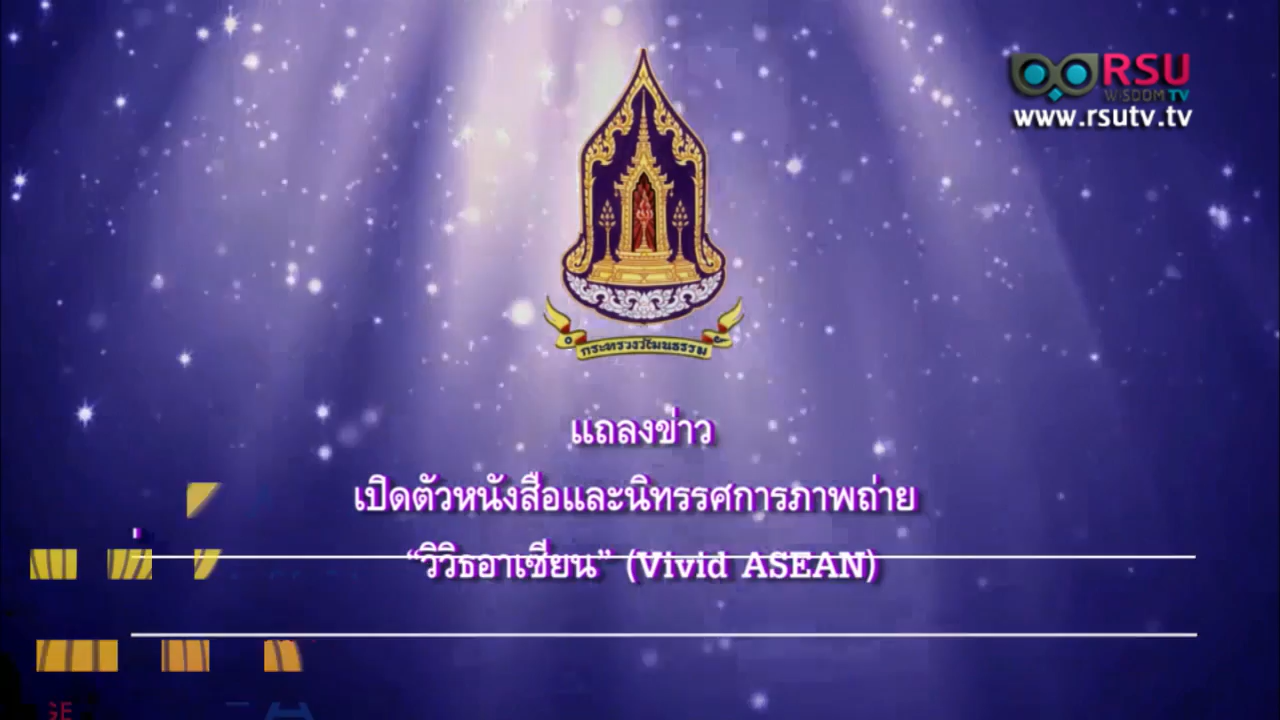 RSU
WISDOM TV
www.rsutv.tv
กระทรวงวัฒนธรรม
แถลงข่าว
เปิดตัวหนังสือและนิทรรศการภาพถ่าย
“วิวิธอาเซียน” (Vivid ASEAN)